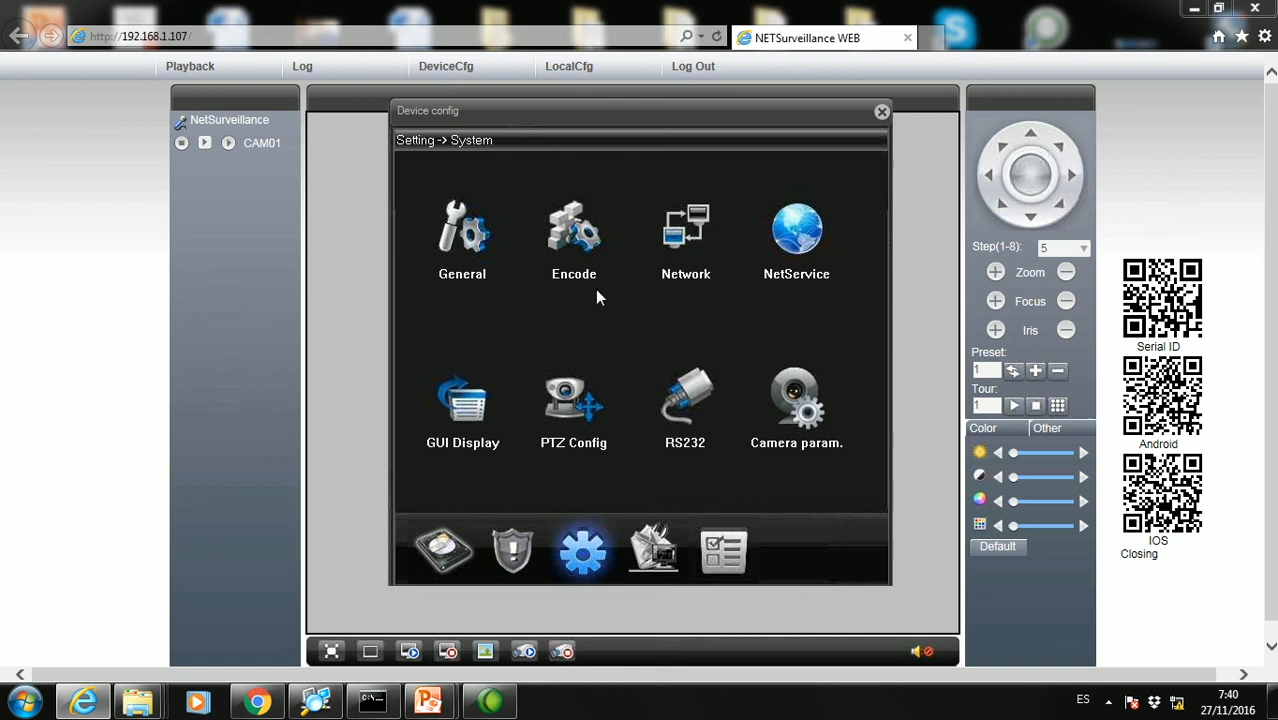 http://192.168.1.107/
NETSurveillance WEB
Playback
Log
DeviceCfg
LocalCfg
Log Out
NetSurveillance
CAM01
Device config
Setting -> System
General
Encode
Network
NetService
GUI Display
PTZ Config
RS232
Camera param.
Step(1-8):
5
Zoom
Focus
Iris
Preset:
1
Tour:
1
Color
Other
Default
Serial ID
Android
IOS
Closing
ES
7:40
27/11/2016